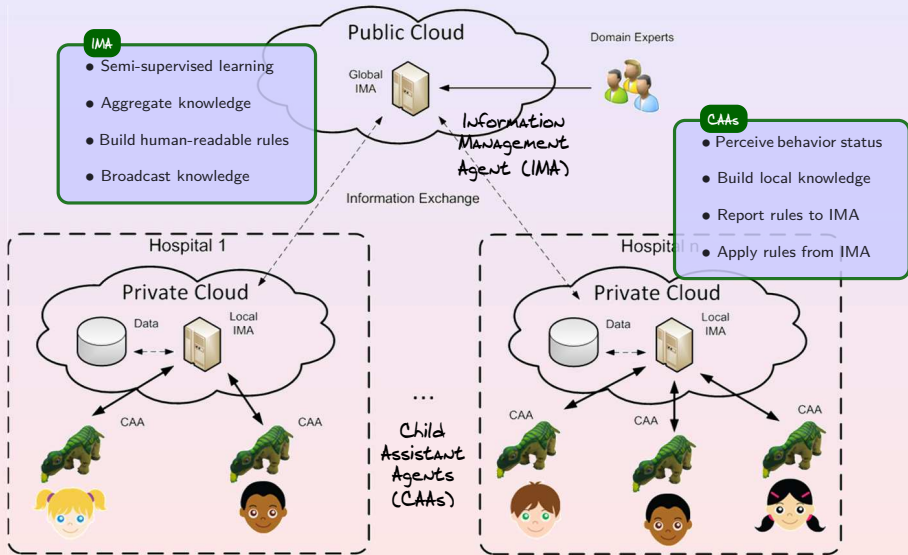 Public Cloud
Domain Experts
Global
IMA
IMA
• Semi-supervised learning
• Aggregate knowledge
• Build human-readable rules
• Broadcast knowledge
Information
Management
Agent (IMA)
CAAs
• Perceive behavior status
• Build local knowledge
• Report rules to IMA
• Apply rules from IMA
Information Exchange
Hospital 1
Private Cloud
Data
Local
IMA
CAA
CAA
...
Child
Assistant
Agents
(CAAs)
Hospital n
Private Cloud
Data
Local
IMA
CAA
CAA
CAA